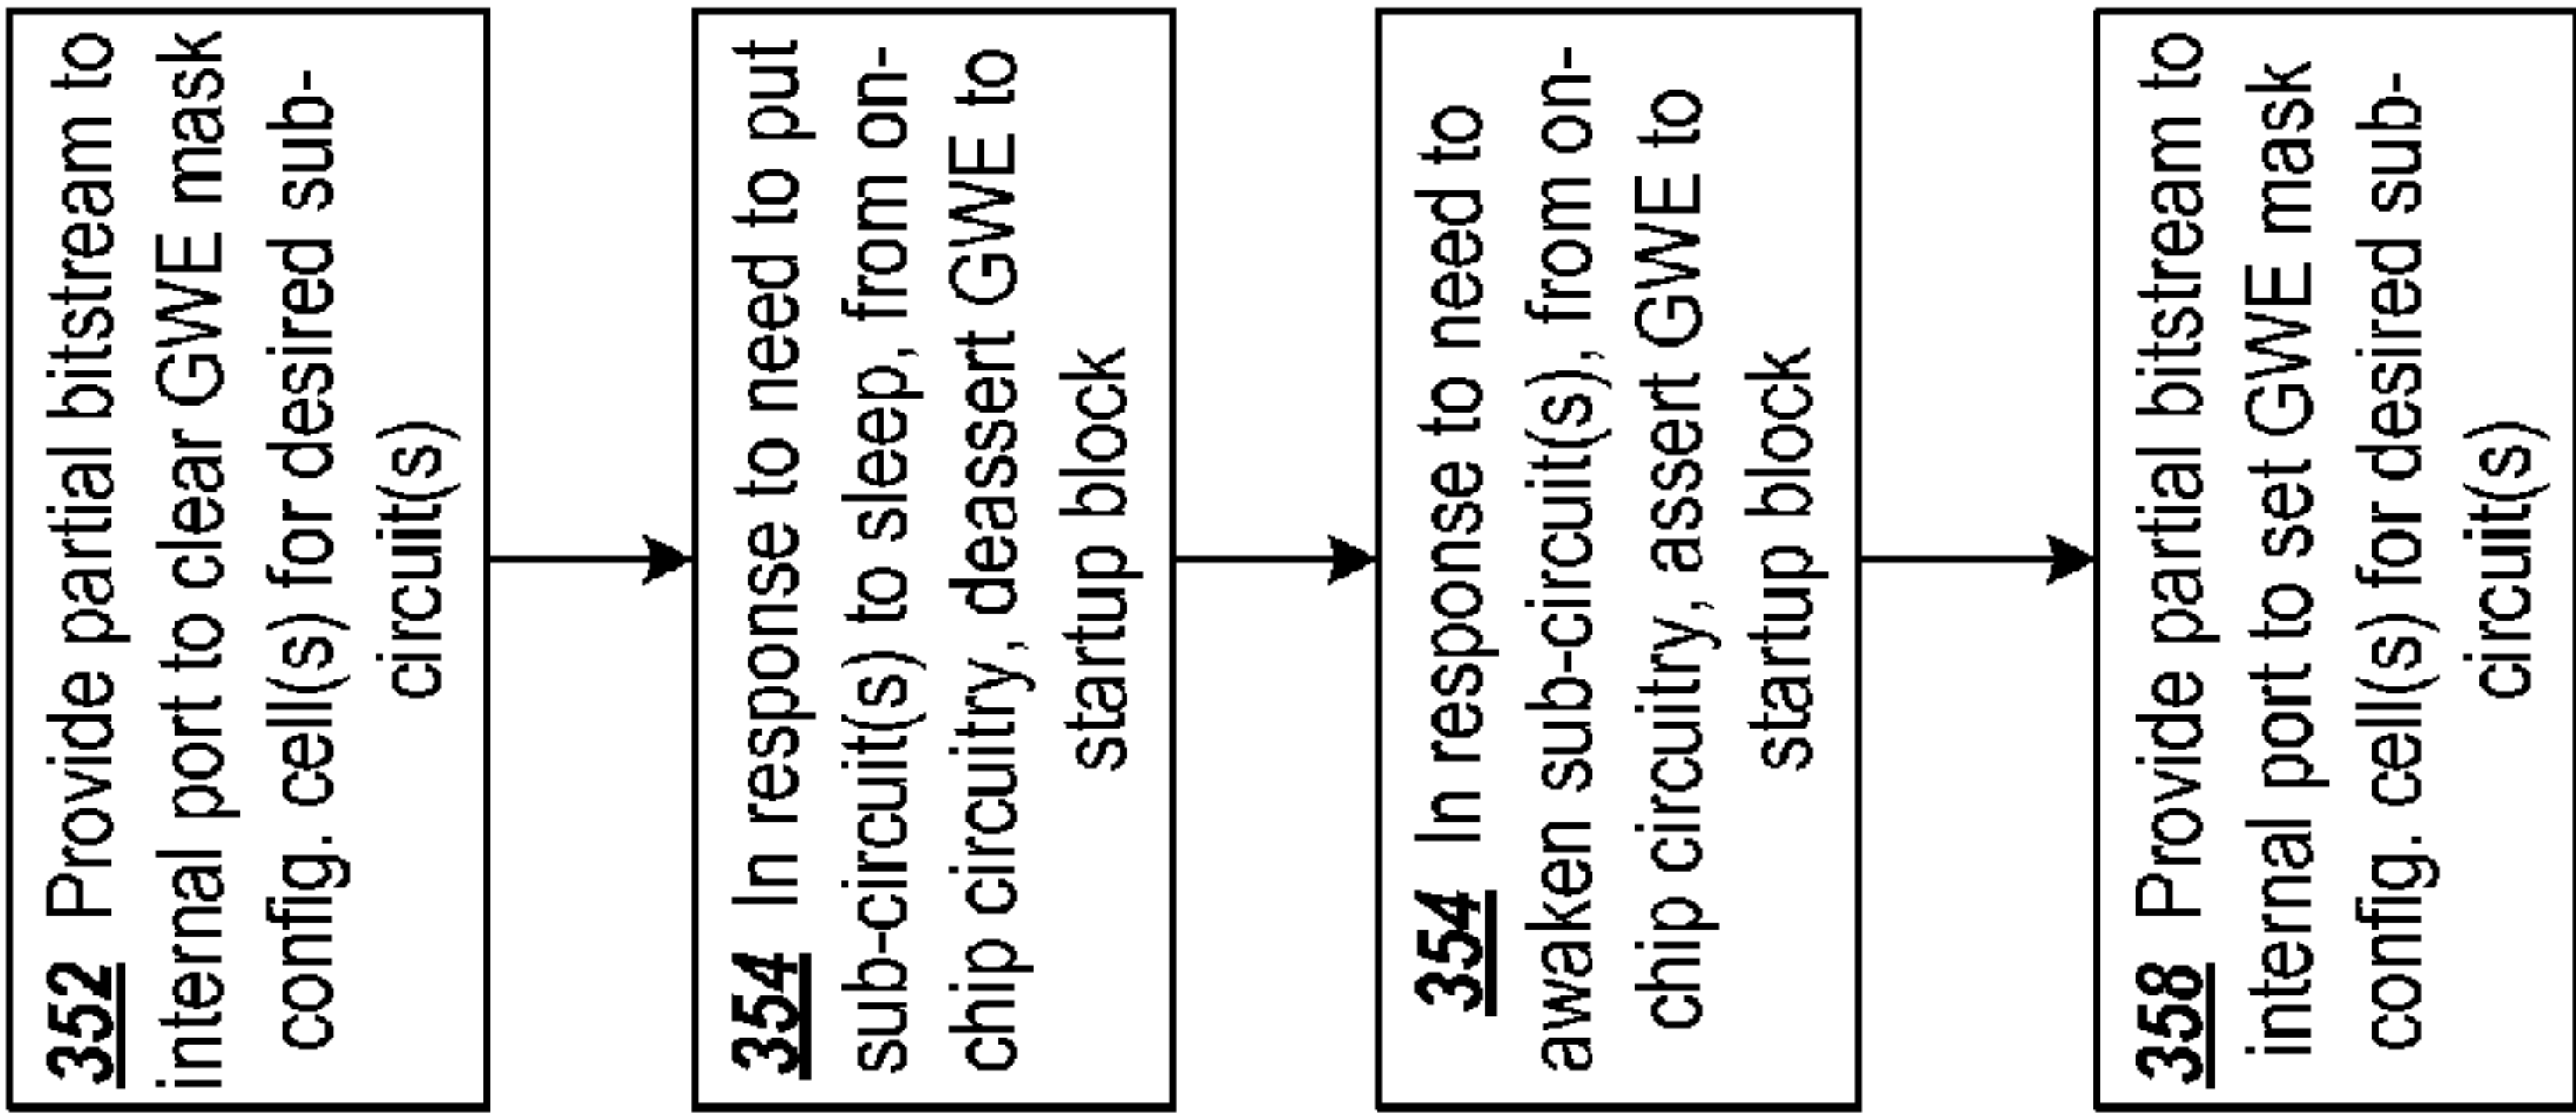 352 Provide partial bitstream to
internal port to clear GWE mask
config. cell(s) for desired sub-
circuit(s)
354 In response to need to put
sub-circuit(s) to sleep, from on-
chip circuitry, deassert GWE to
startup block
354 In response to need to
awaken sub-circuit(s), from on-
chip circuitry, assert GWE to
startup block
358 Provide partial bitstream to
internal port to set GWE mask
config. cell(s) for desired sub-
circuit(s)